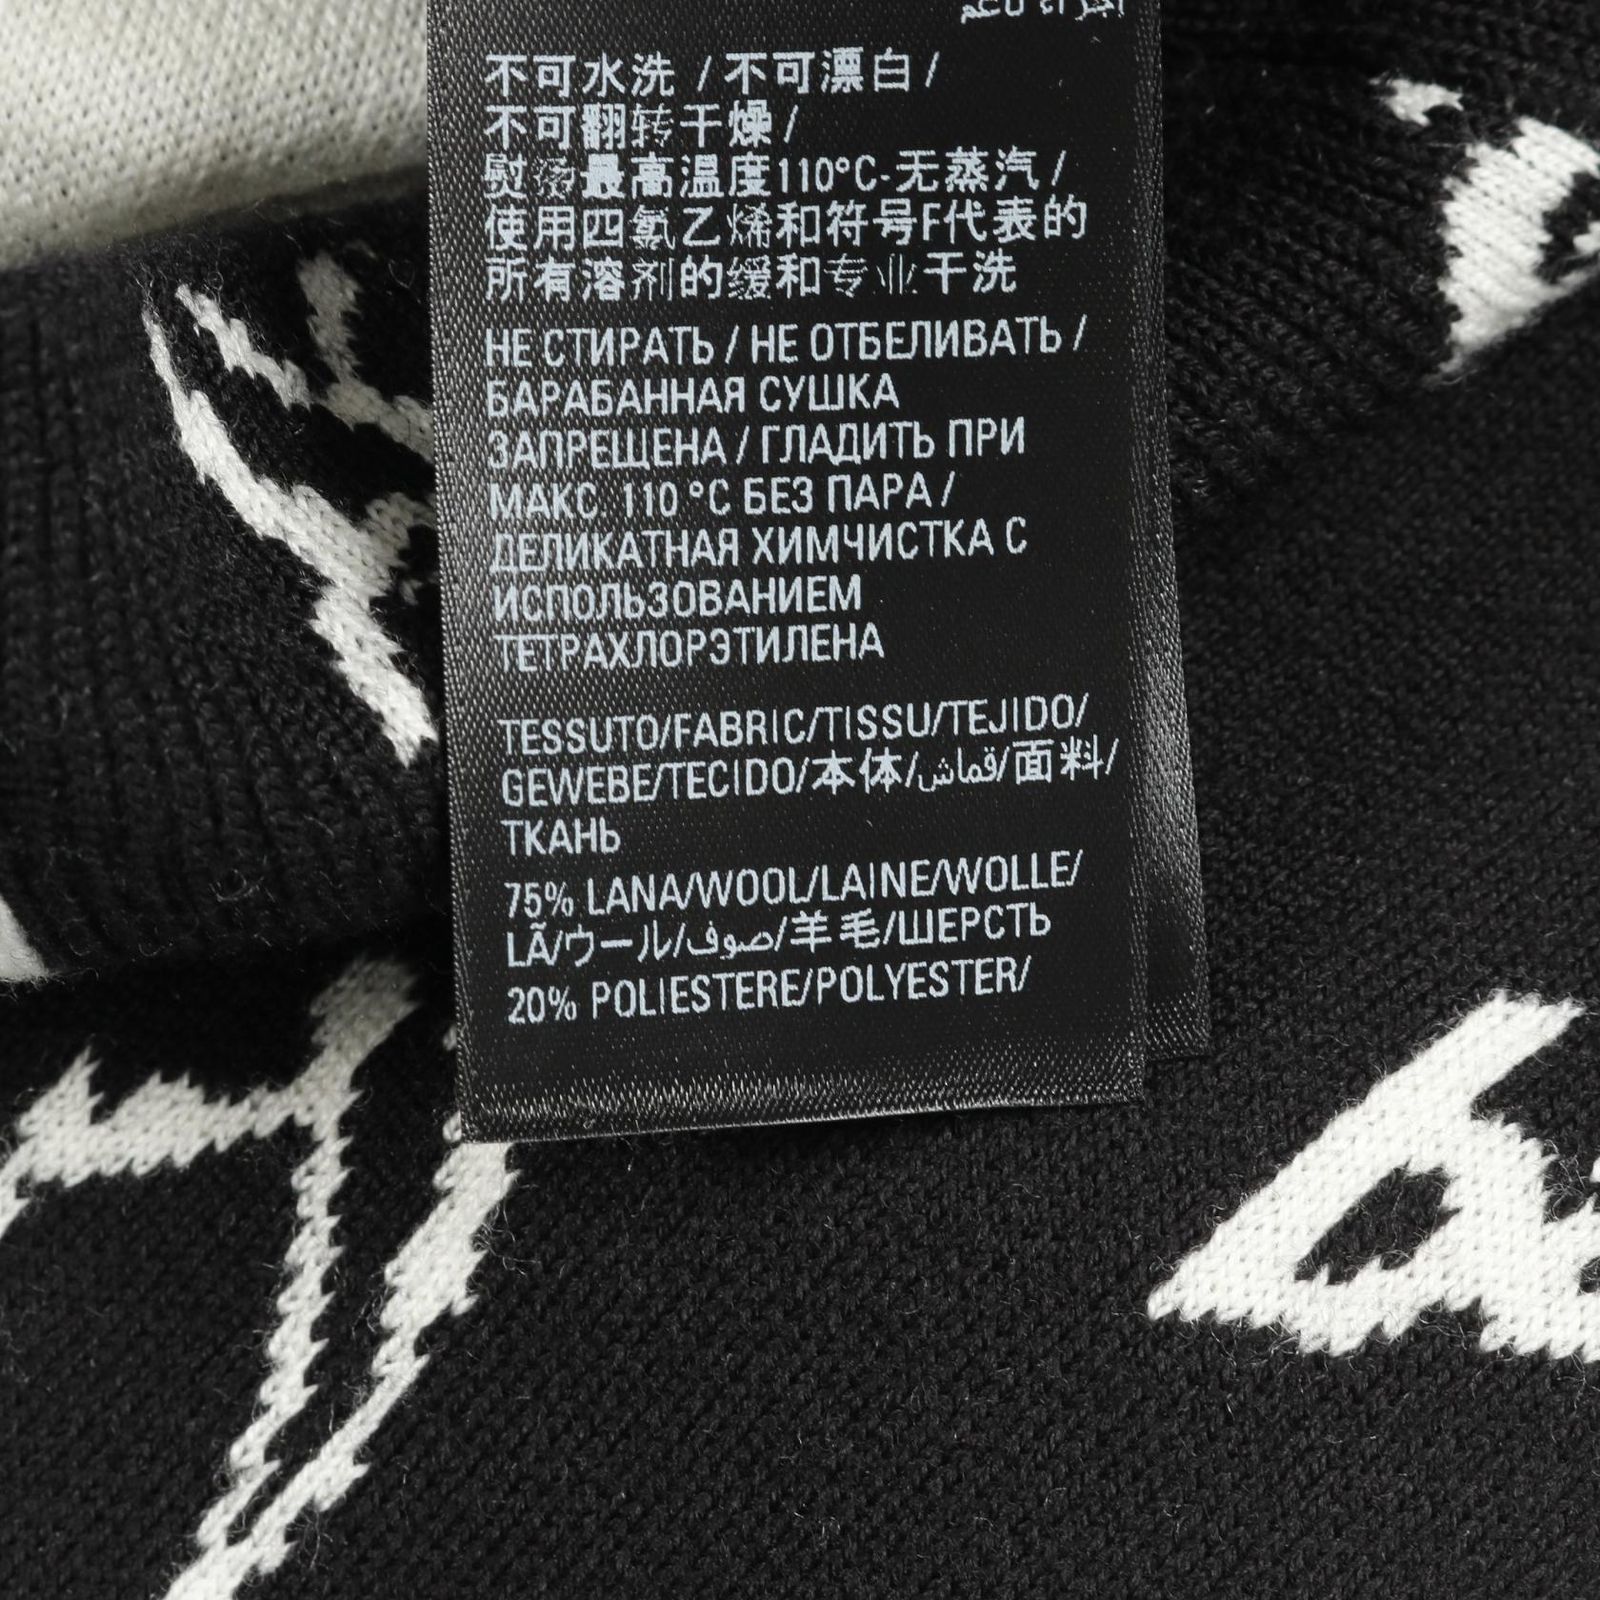 不可水洗 / 不可漂白 /
不可翻转干燥 /
熨烫最高温度110°C-无蒸汽 /
使用四氯乙烯和符号F代表的
所有溶剂的缓和专业干洗
НЕ СТИРАТЬ / НЕ ОТБЕЛИВАТЬ /
БАРАБАННАЯ СУШКА
ЗАПРЕЩЕНА / ГЛАДИТЬ ПРИ
МАКС. 110 °C БЕЗ ПАРА /
ДЕЛИКАТНАЯ ХИМЧИСТКА С
ИСПОЛЬЗОВАНИЕМ
ТЕТРАХЛОРЭТИЛЕНА
TESSUTO/FABRIC/TISSU/TEJIDO/
GEWEBE/TECIDO/本体/قماش/面料/
ТКАНЬ
75% LANA/WOOL/LAINE/WOLLE/
LÃ/ウール/صوف/羊毛/ШЕРСТЬ
20% POLIESTERE/POLYESTER/